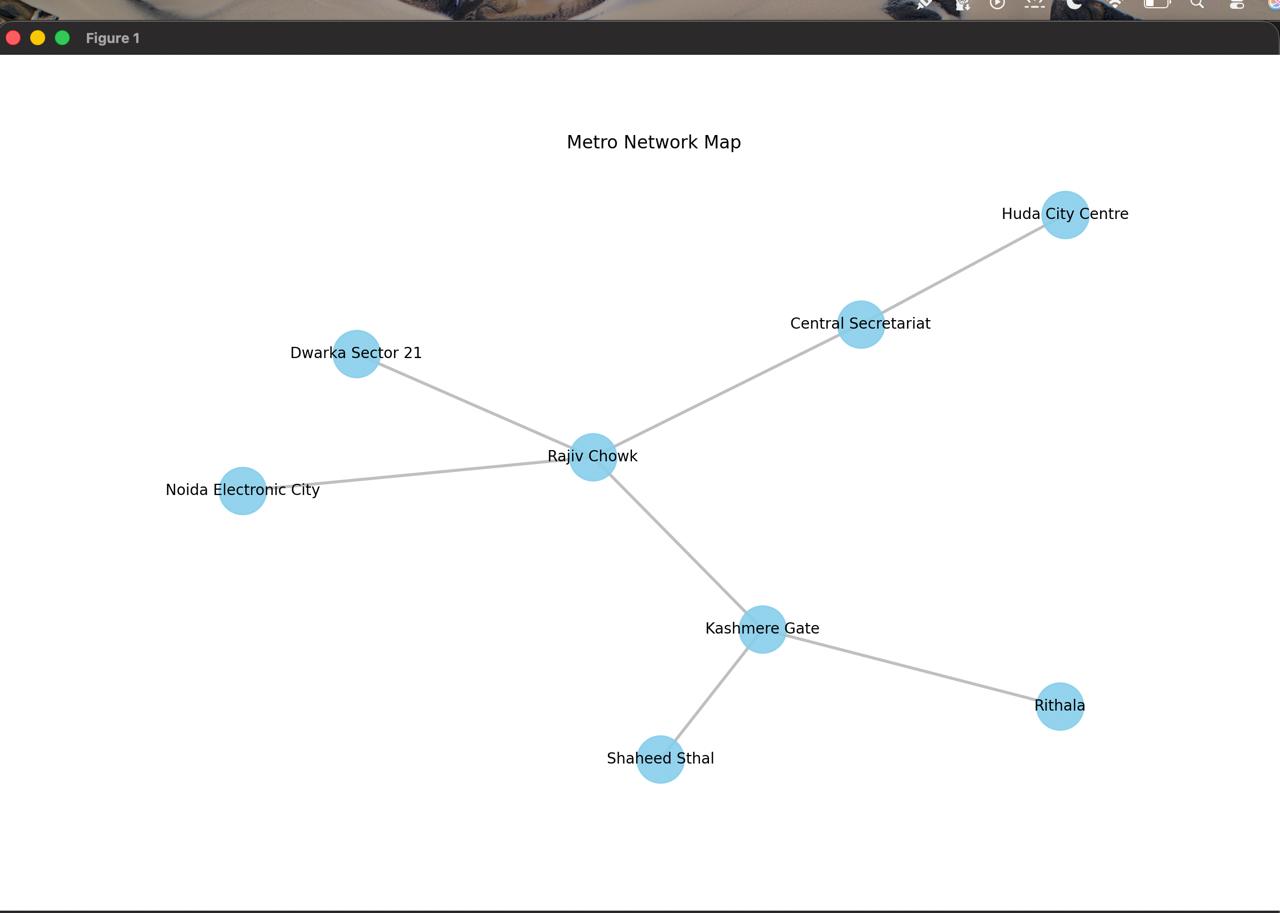 Figure 1
Metro Network Map
Huda City Centre
Central Secretariat
Dwarka Sector 21
Rajiv Chowk
Noida Electronic City
Kashmere Gate
Rithala
Shaheed Sthal